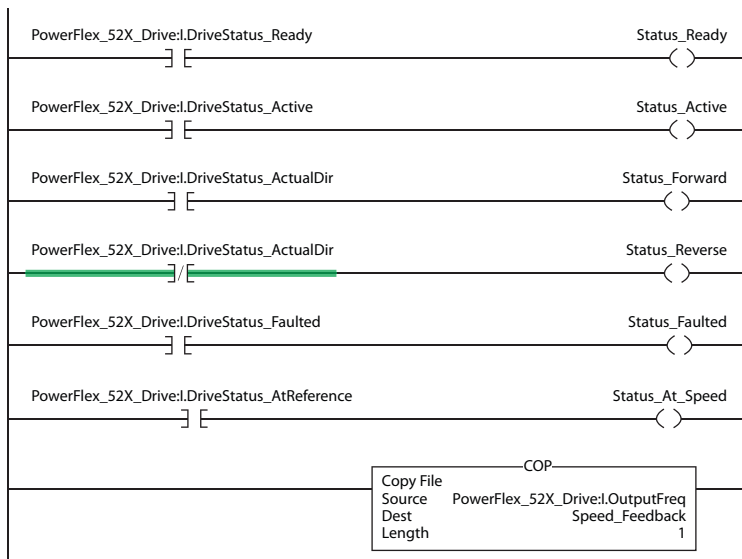 PowerFlex_52X_Drive:I.DriveStatus_Ready Status_Ready
PowerFlex_52X_Drive:I.DriveStatus_Active Status_Active
PowerFlex_52X_Drive:I.DriveStatus_ActualDir Status_Forward
PowerFlex_52X_Drive:I.DriveStatus_ActualDir Status_Reverse
PowerFlex_52X_Drive:I.DriveStatus_Faulted Status_Faulted
PowerFlex_52X_Drive:I.DriveStatus_AtReference Status_At_Speed
COP
Copy File
Source PowerFlex_52X_Drive:I.OutputFreq
Dest Speed_Feedback
Length 1